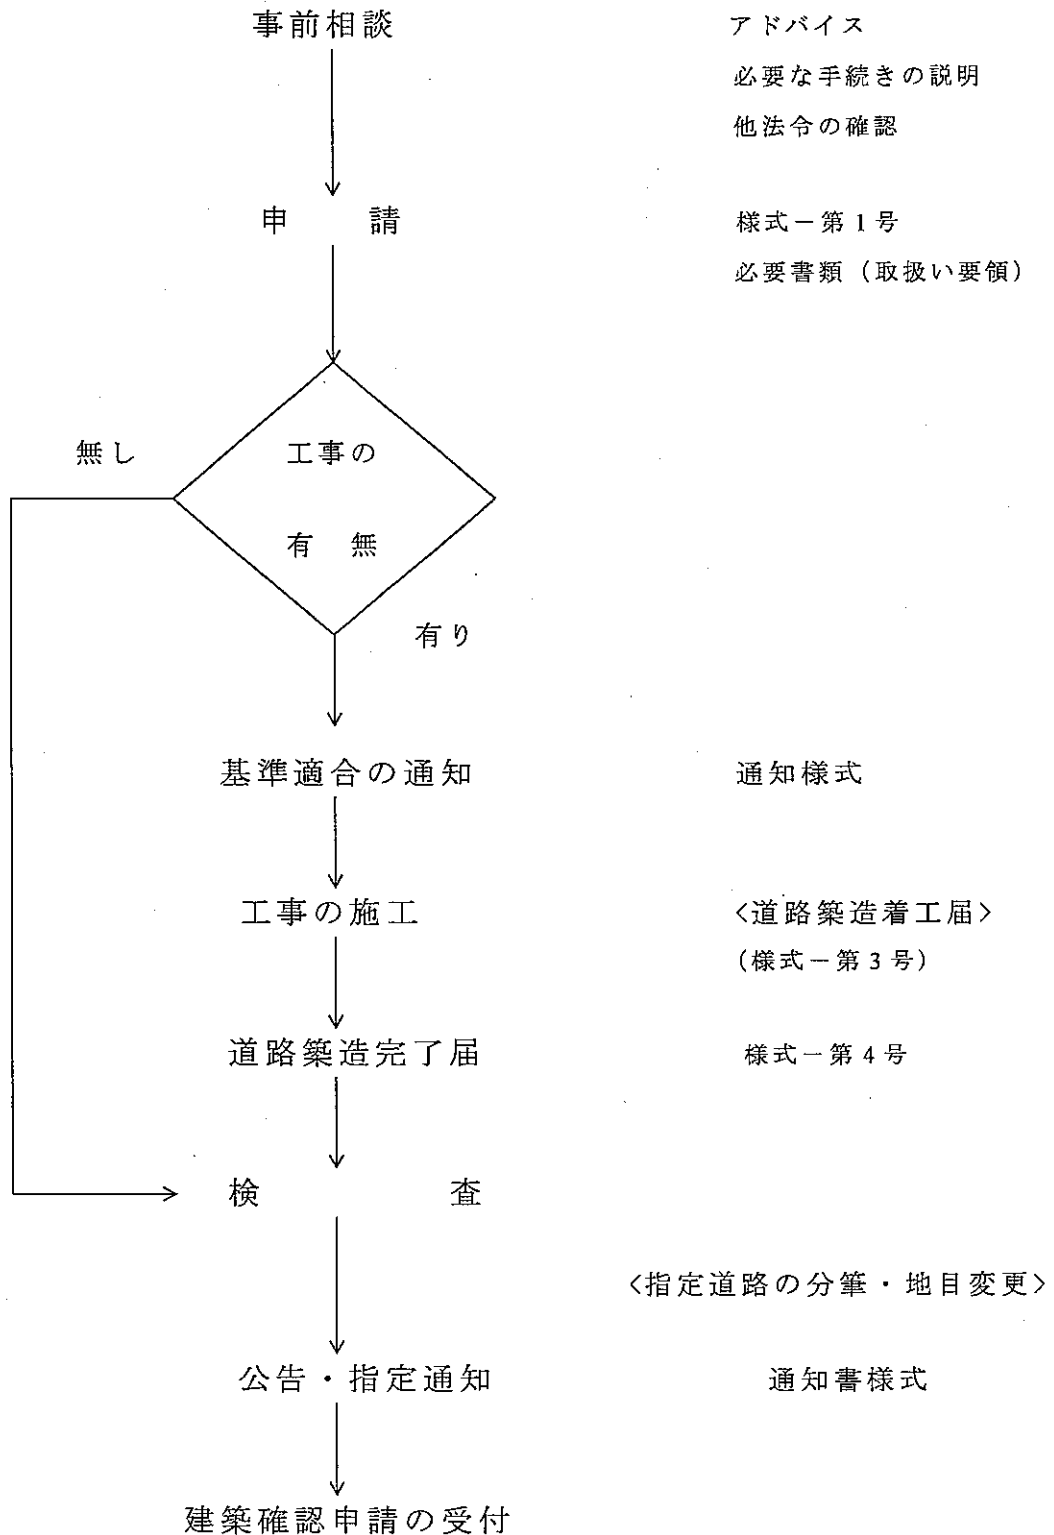 事前相談
アドバイス
必要な手続きの説明
他法令の確認
申請
様式－第1号
必要書類（取扱い要領）
無し
工事の
有無
有り
基準適合の通知
通知様式
工事の施工
<道路築造着工届>
(様式－第3号)
道路築造完了届
様式－第4号
検査
<指定道路の分筆・地目変更>
公告・指定通知
通知書様式
建築確認申請の受付